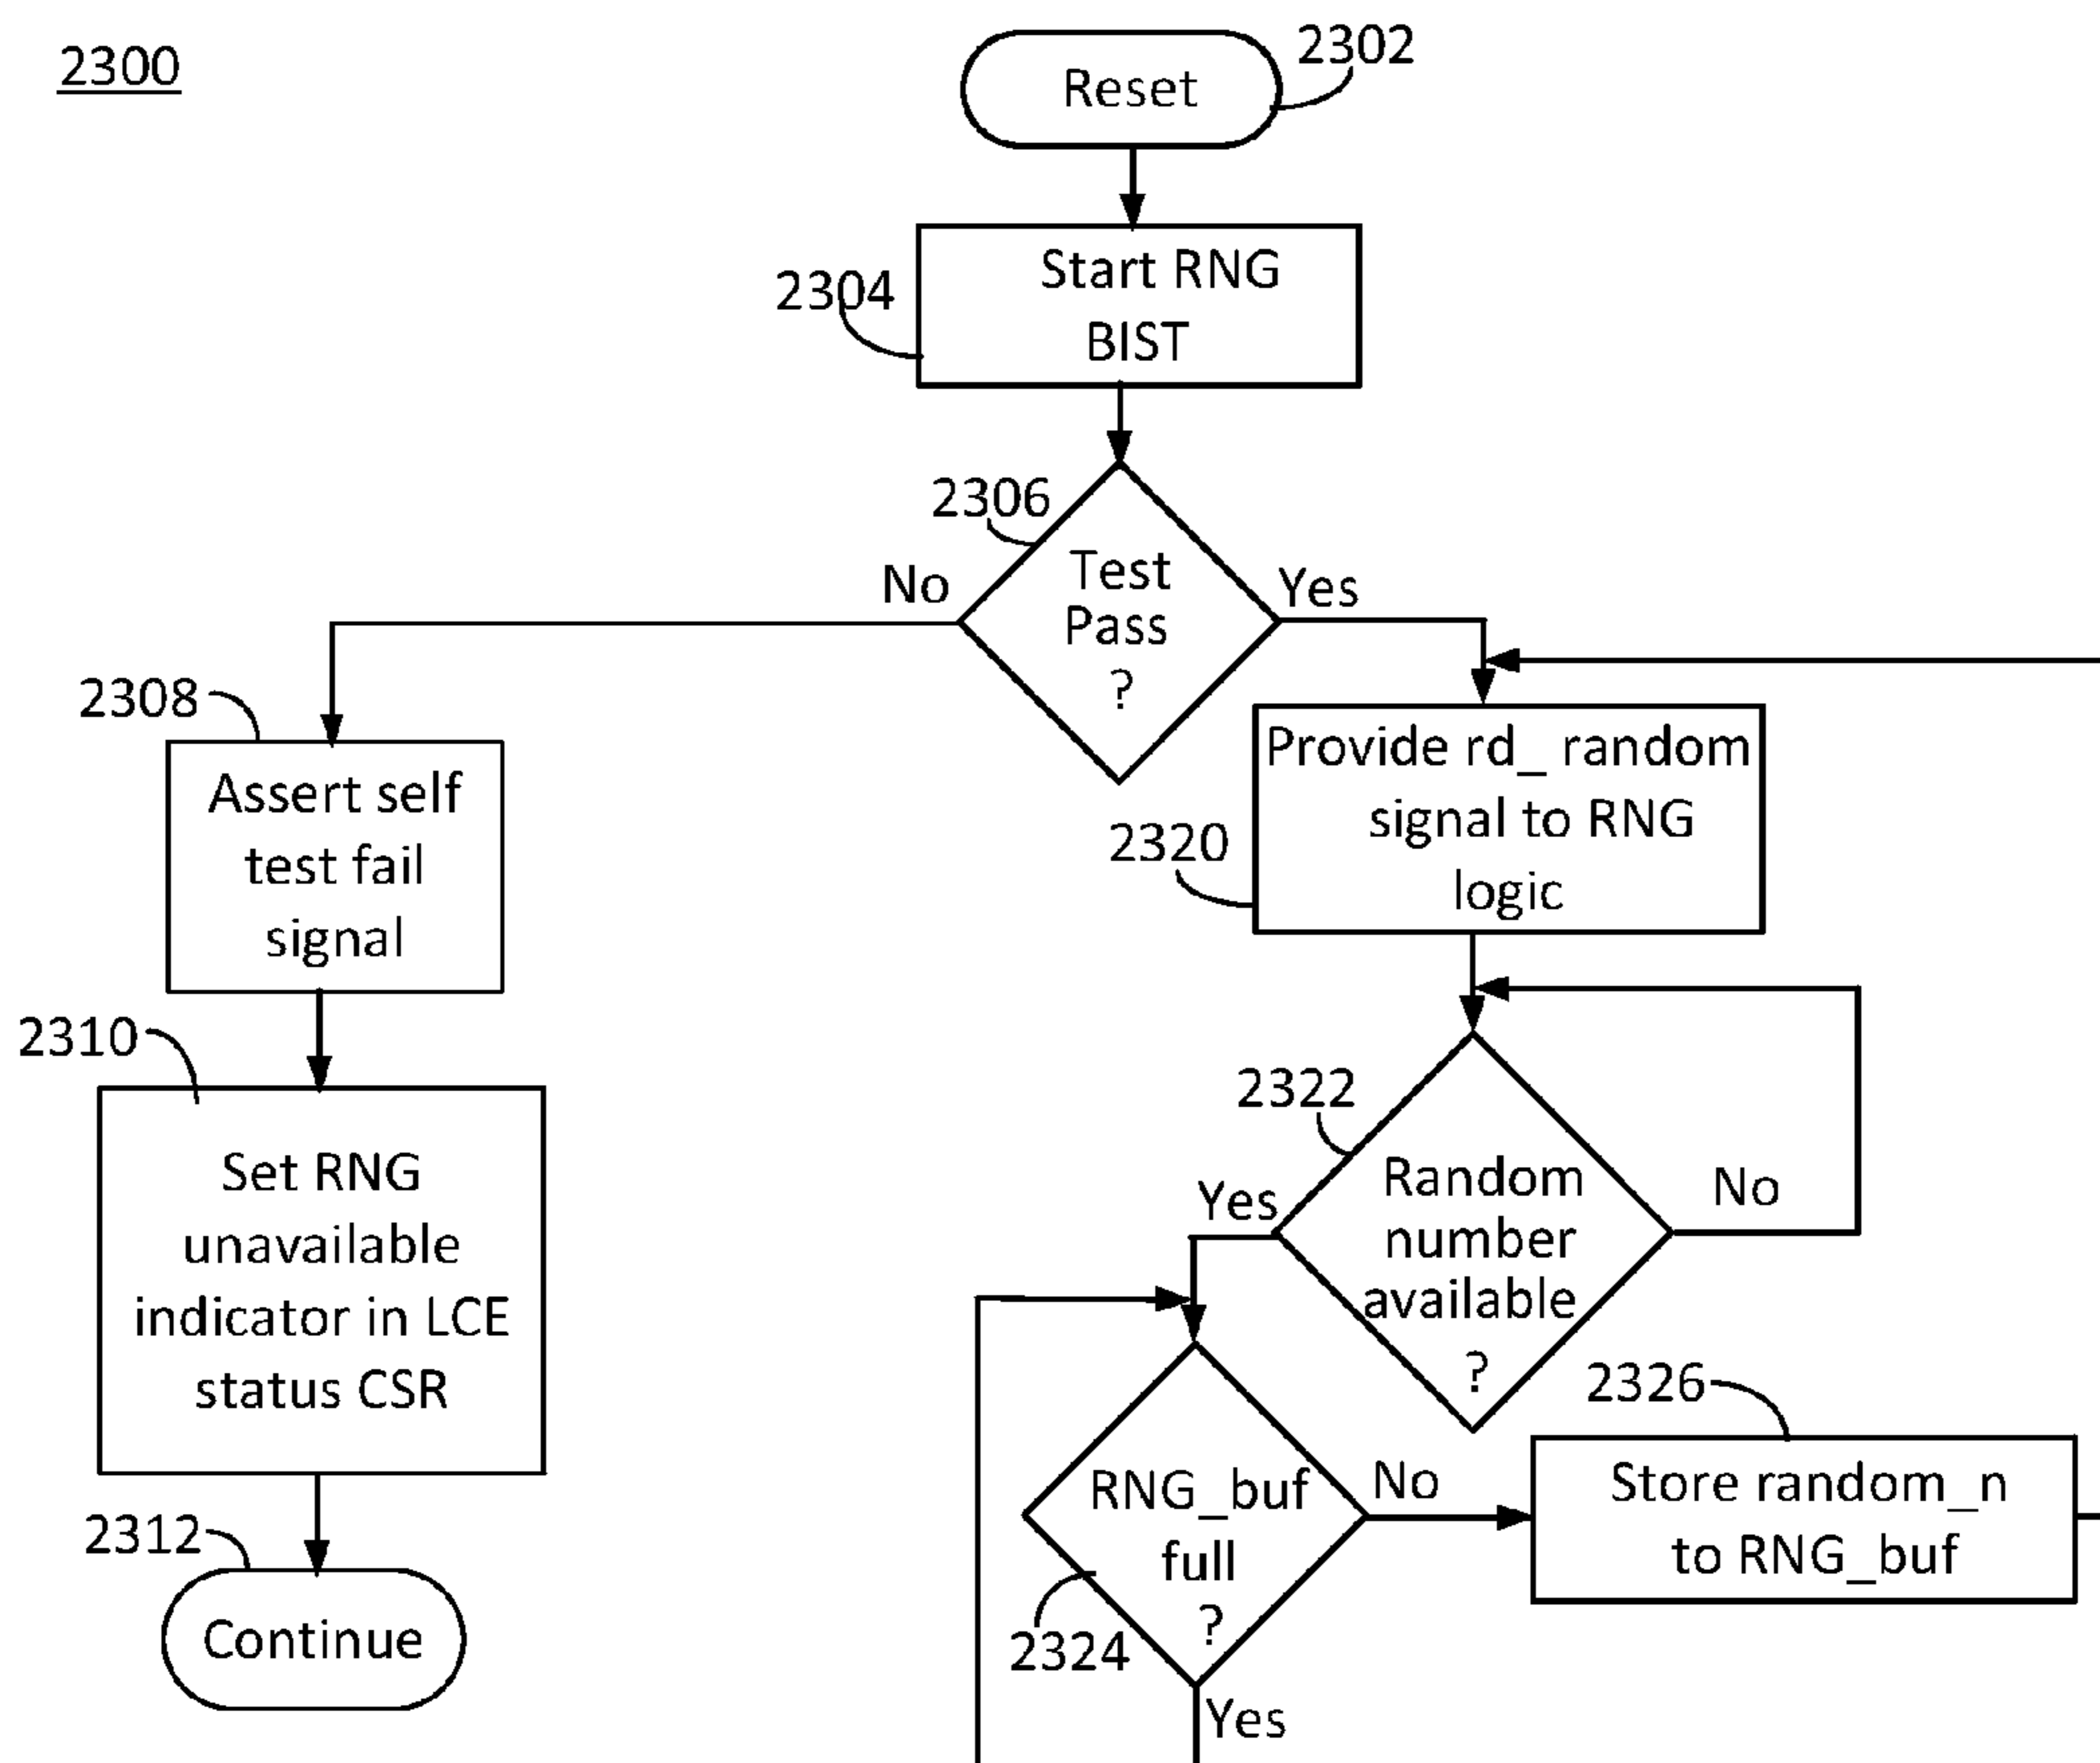 2300
Reset
2302
Start RNG
BIST
2304
2306
Test
Pass
?
No
Yes
2308
Assert self
test fail
signal
2310
Set RNG
unavailable
indicator in LCE
status CSR
2312
Continue
Provide rd_ random
signal to RNG
logic
2320
2322
Random
number
available
?
Yes
No
RNG_buf
full
?
2324
No
Yes
2326
Store random_n
to RNG_buf